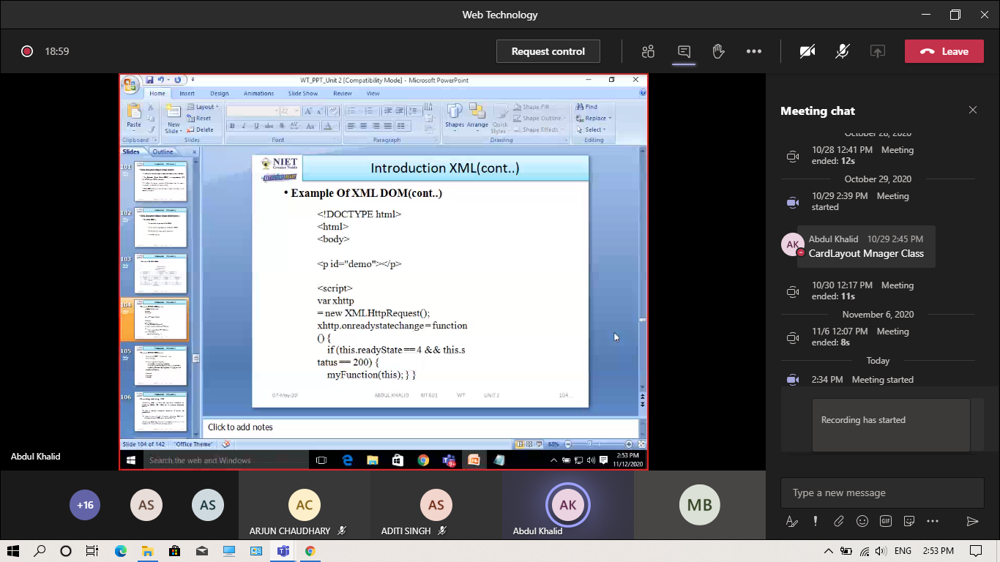 Web Technology
18:59
Request control
Leave
WT_PPT_Unit 2 [Compatibility Mode] - Microsoft PowerPoint
Home Insert Design Animations Slide Show Review View
Paste
New Slide
Layout
Reset
Delete
Shapes
Arrange
Quick Styles
Shape Fill
Shape Outline
Shape Effects
Find
Replace
Select
Clipboard Slides Font Paragraph Drawing Editing
Slides Outline
102
103
104
105
106
NIET
Introduction XML(cont..)
• Example Of XML DOM(cont..)
<!DOCTYPE html>
<html>
<body>
<p id="demo"></p>
<script>
var xhttp
= new XMLHttpRequest();
xhttp.onreadystatechange = function
() {
if (this.readyState == 4 && this.s
tatus == 200) {
myFunction(this); } }
ABDUL KHALID
WT
UNIT 2
104
Click to add notes
Slide 104 of 142 "Office Theme"
Search the web and Windows
2:53 PM
11/12/2020
Abdul Khalid
+16
AS
AS
AC
ARJUN CHAUDHARY
AS
ADITI SINGH
AK
Abdul Khalid
MB
Meeting chat
October 28, 2020
10/28 12:41 PM Meeting
ended: 12s
October 29, 2020
10/29 2:39 PM Meeting
started
AK
Abdul Khalid 10/29 2:45 PM
CardLayout Mnager Class
10/30 12:17 PM Meeting
ended: 11s
November 6, 2020
11/6 12:07 PM Meeting
ended: 8s
Today
2:34 PM Meeting started
Recording has started
Type a new message
GIF
ENG 2:53 PM